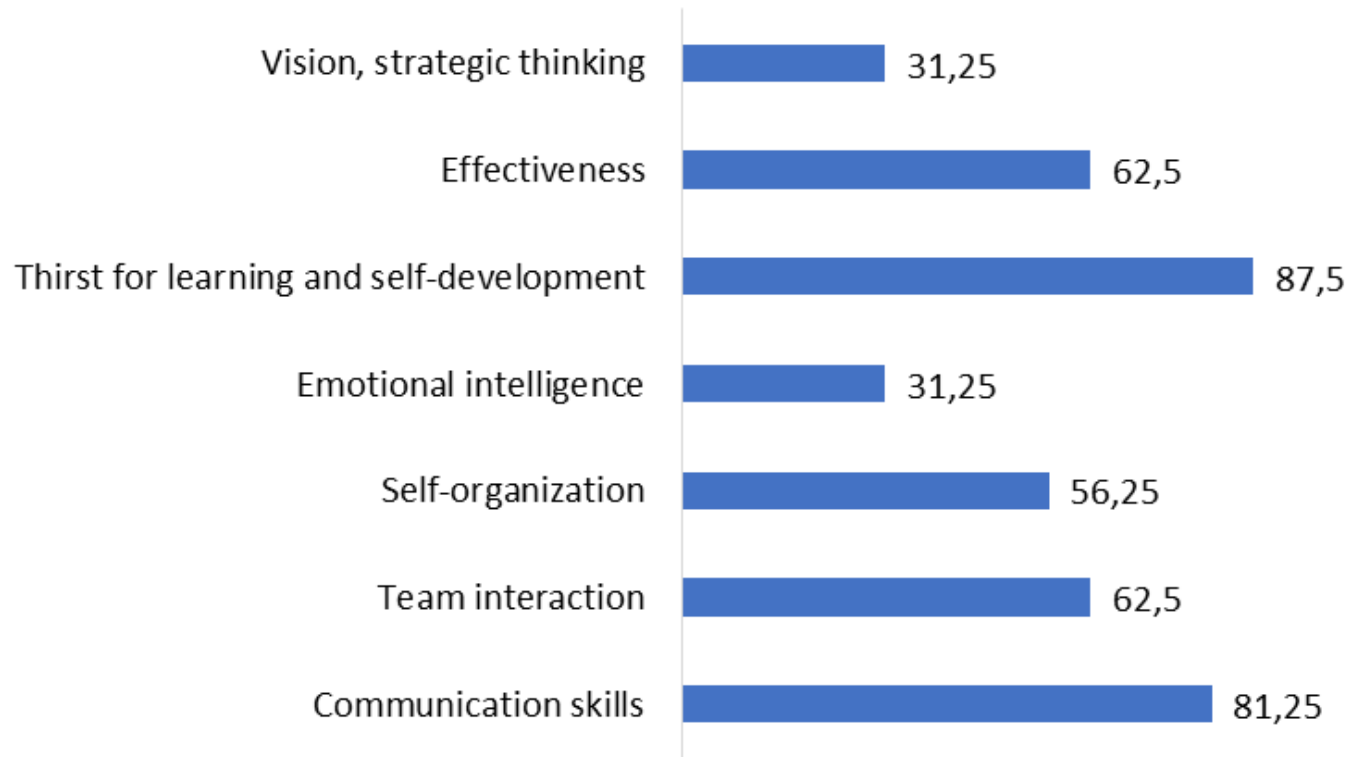 Vision, strategic thinking 31,25
Effectiveness 62,5
Thirst for learning and self-development 87,5
Emotional intelligence 31,25
Self-organization 56,25
Team interaction 62,5
Communication skills 81,25